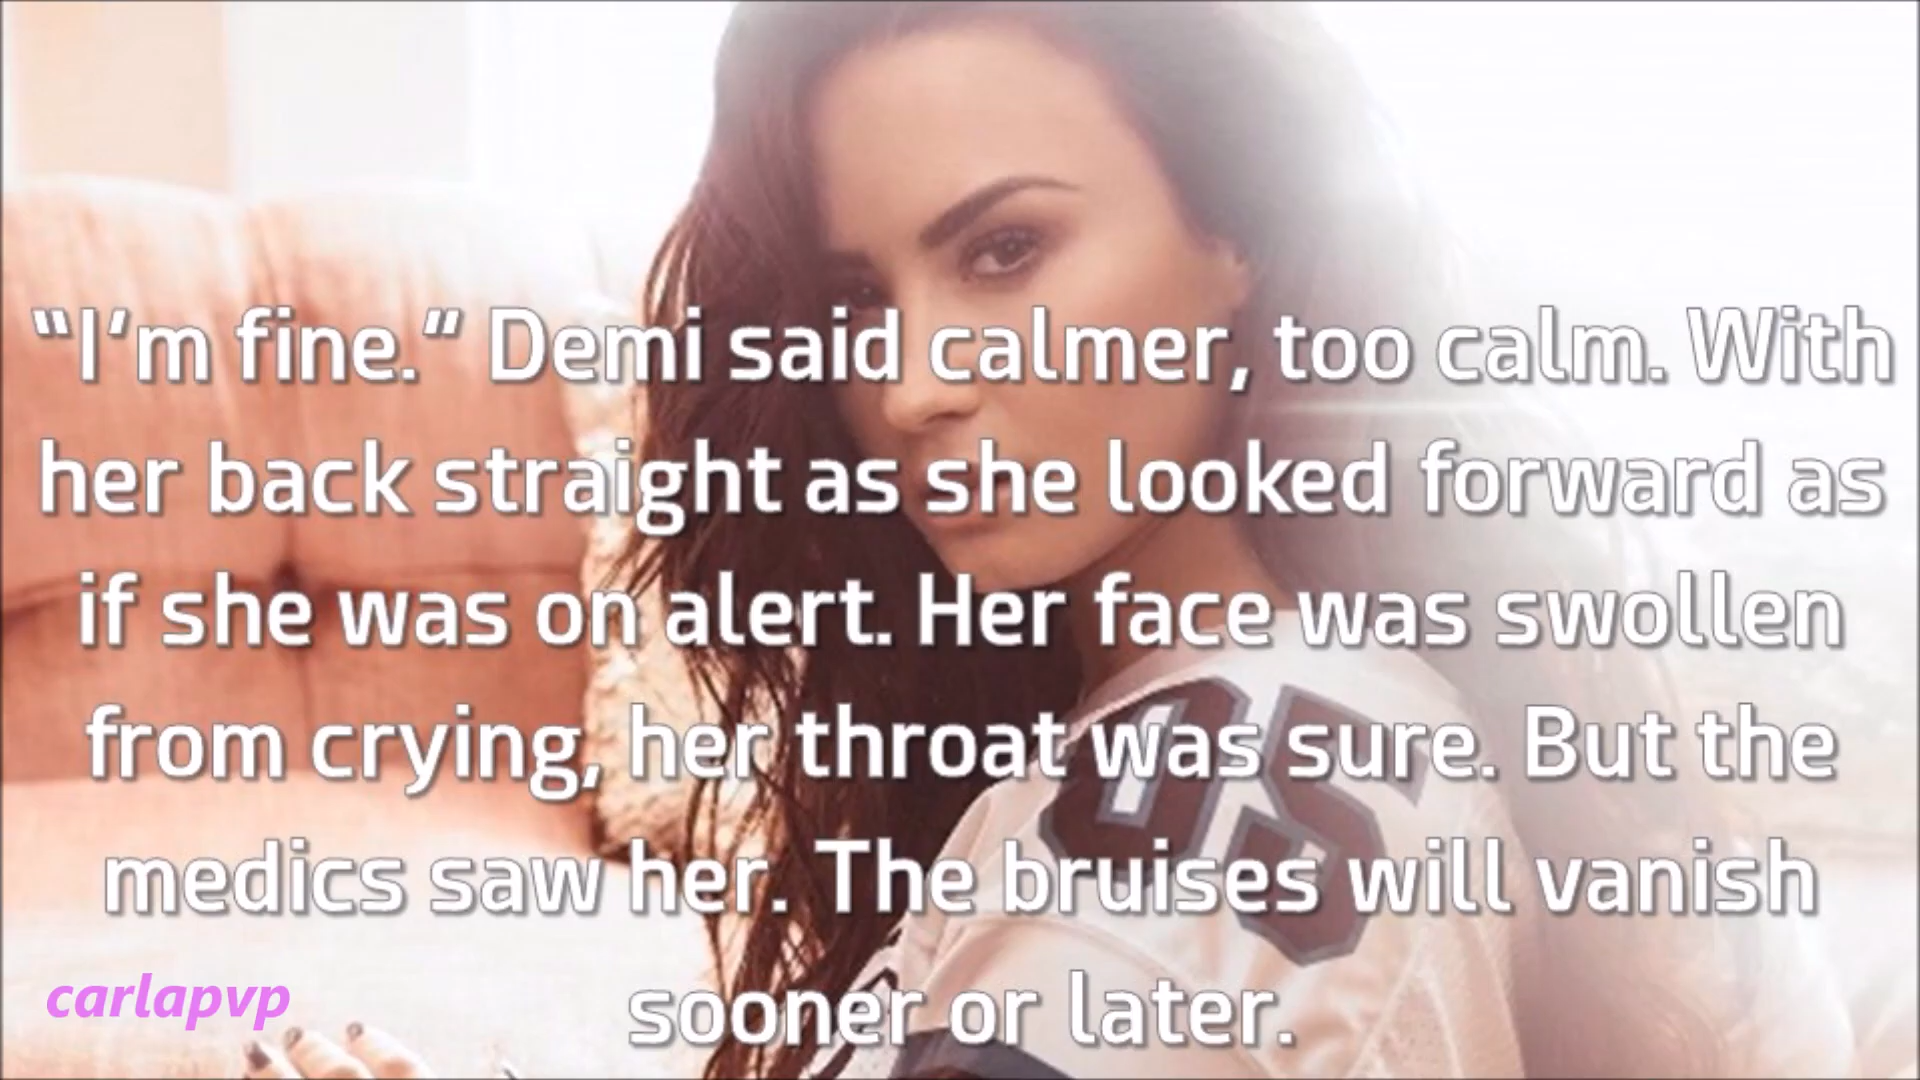 “I’m fine.” Demi said calmer, too calm. With
her back straight as she looked forward as
if she was on alert. Her face was swollen
from crying, her throat was sure. But the
medics saw her. The bruises will vanish
sooner or later.
carlapvp
05